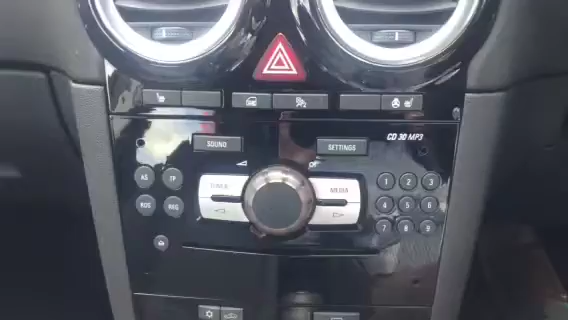 CD 30 MP3
SOUND
SETTINGS
AS
TP
TUNER
MEDIA
RDS
REG
1 2 3
4 5 6
7 8 9